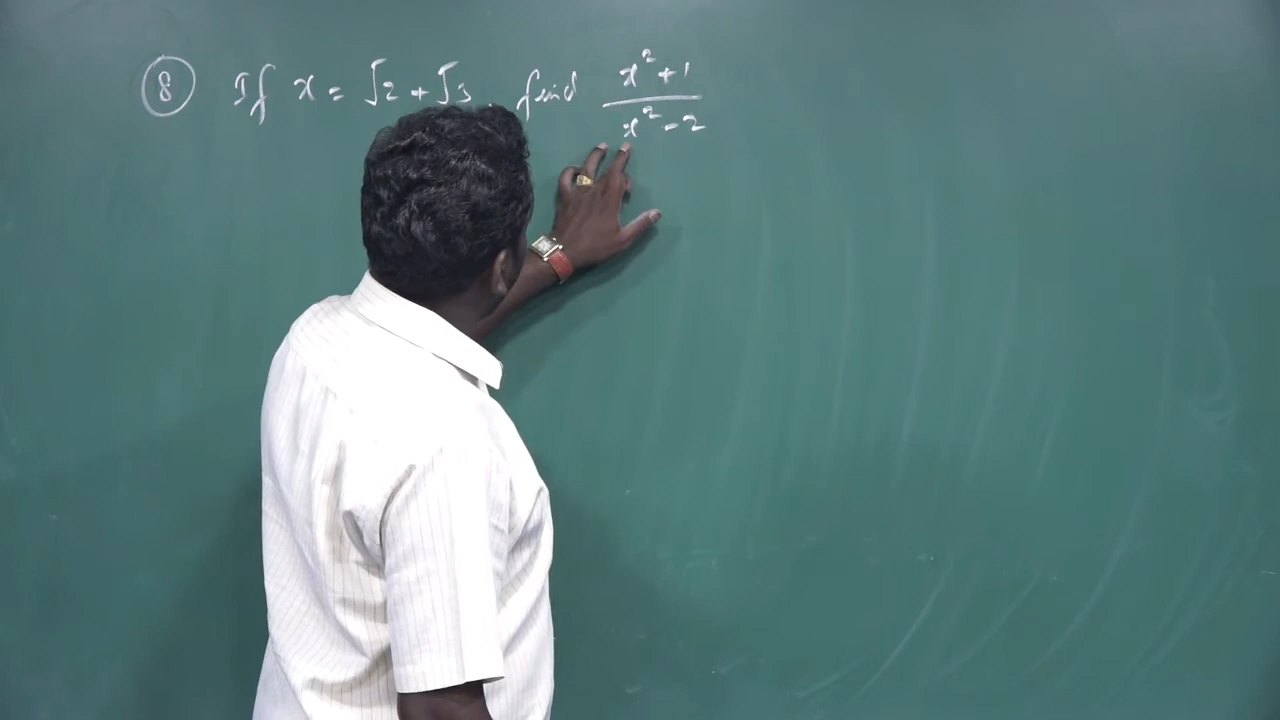 ⑧ If x = √2 + √3. find (x² + 1)/(x² - 2)